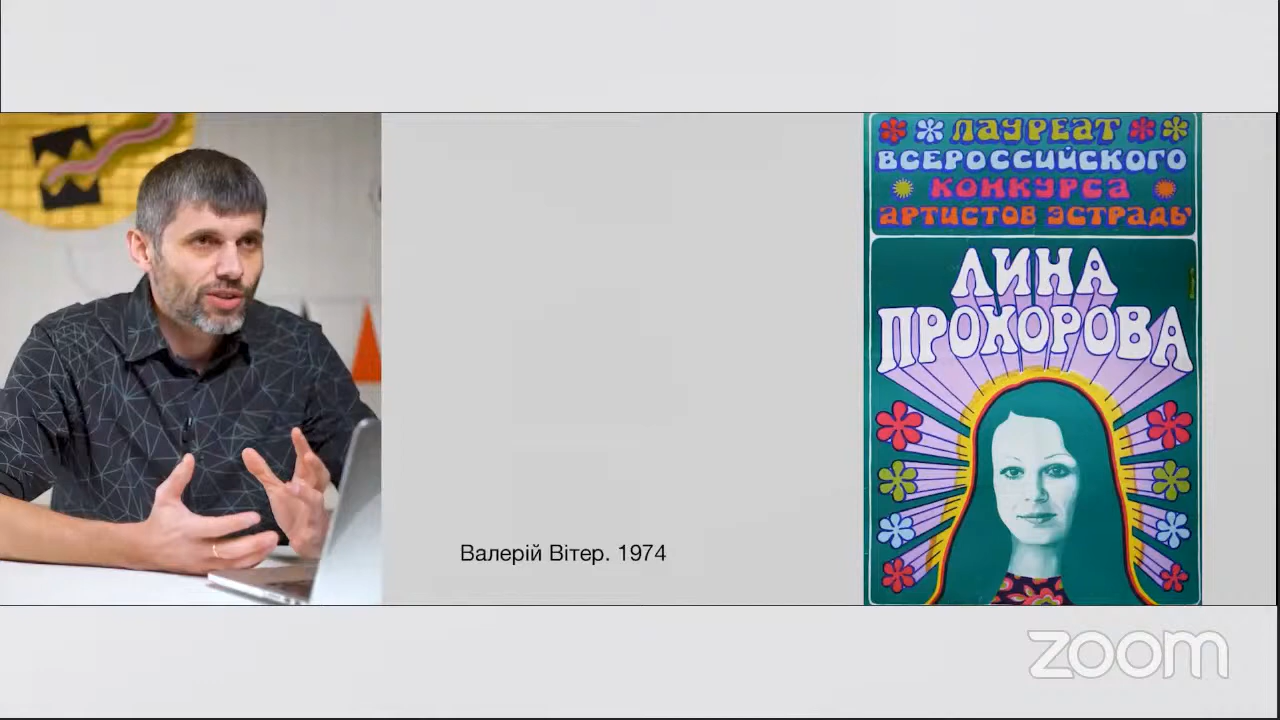 ЛАУРЕАТ
ВСЕРОССИЙСКОГО
КОНКУРСА
АРТИСТОВ ЭСТРАДЫ
ЛИНА
ПРОХОРОВА
Валерій Вітер. 1974
zoom